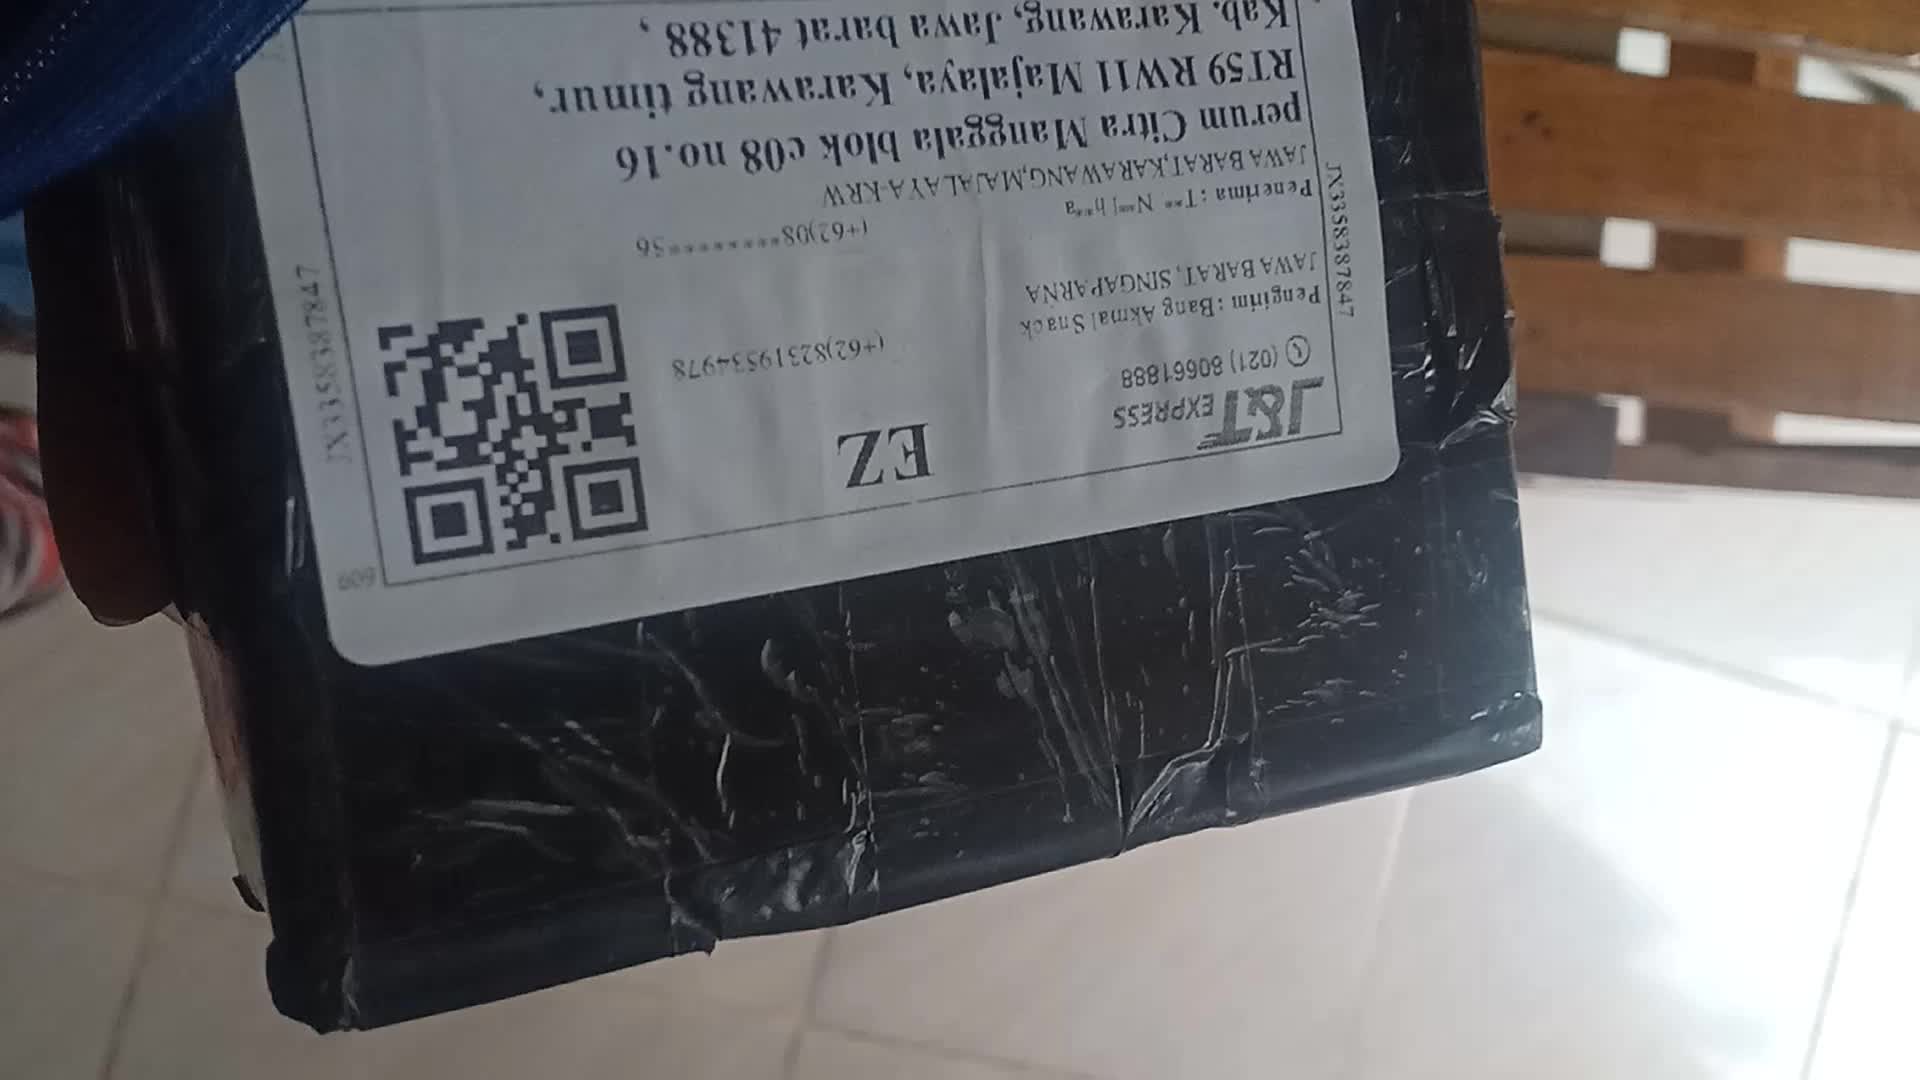 J&T EXPRESS
(021) 80661888
EZ
Pengirim : Bang Akmal Snack
(+62)82319534978
JAWA BARAT, SINGAPARNA
Penerima : T** N**l h**a
(+62)08*********56
JAWA BARAT,KARAWANG,MAJALAYA-KRW
perum Citra Manggala blok c08 no.16
RT59 RW11 Majalaya, Karawang timur,
Kab. Karawang, Jawa barat 41388 ,
JX3358387847
JX3358387847
609